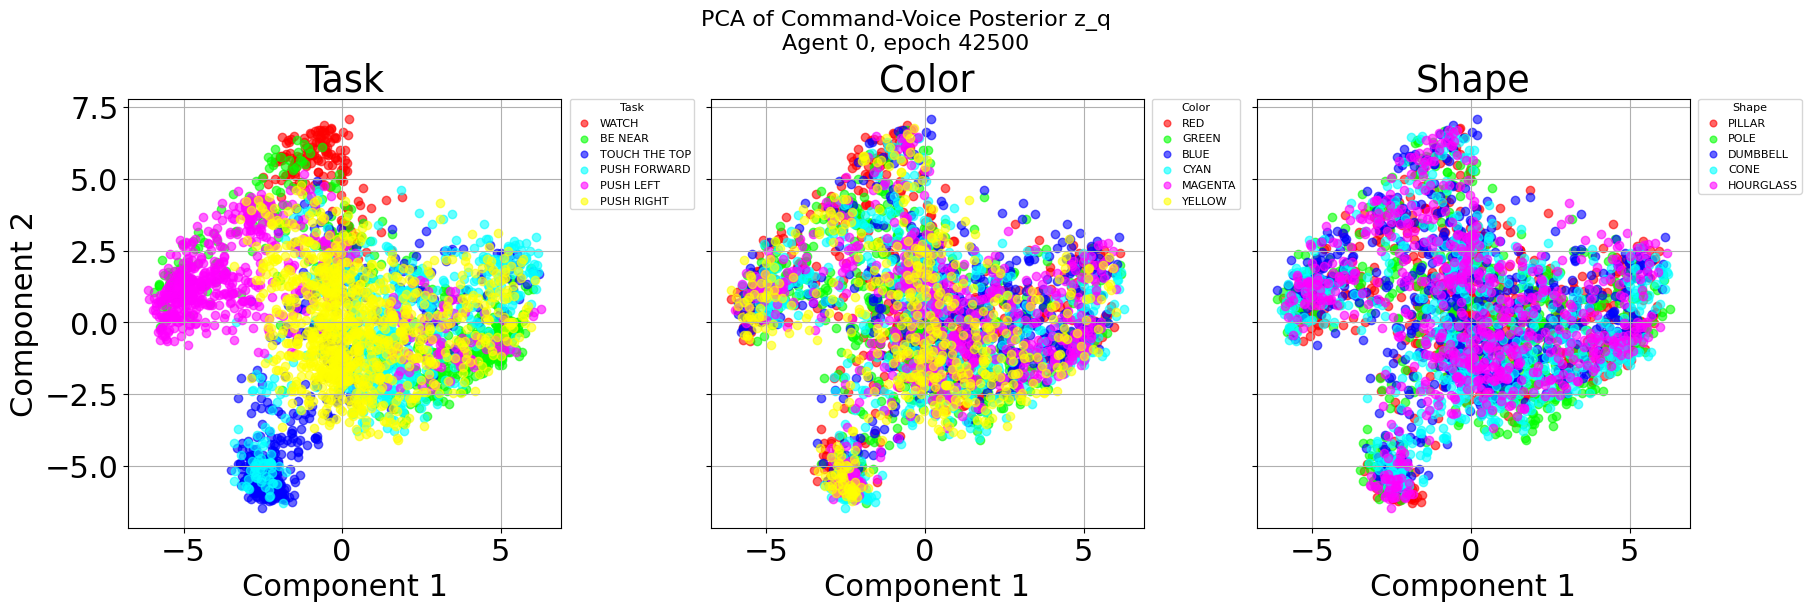 PCA of Command-Voice Posterior z_q
Agent 0, epoch 42500
Task
Color
Shape
Task
WATCH
BE NEAR
TOUCH THE TOP
PUSH FORWARD
PUSH LEFT
PUSH RIGHT
Color
RED
GREEN
BLUE
CYAN
MAGENTA
YELLOW
Shape
PILLAR
POLE
DUMBBELL
CONE
HOURGLASS
Component 2
7.5
5.0
2.5
0.0
−2.5
−5.0
−5 0 5
−5 0 5
−5 0 5
Component 1
Component 1
Component 1